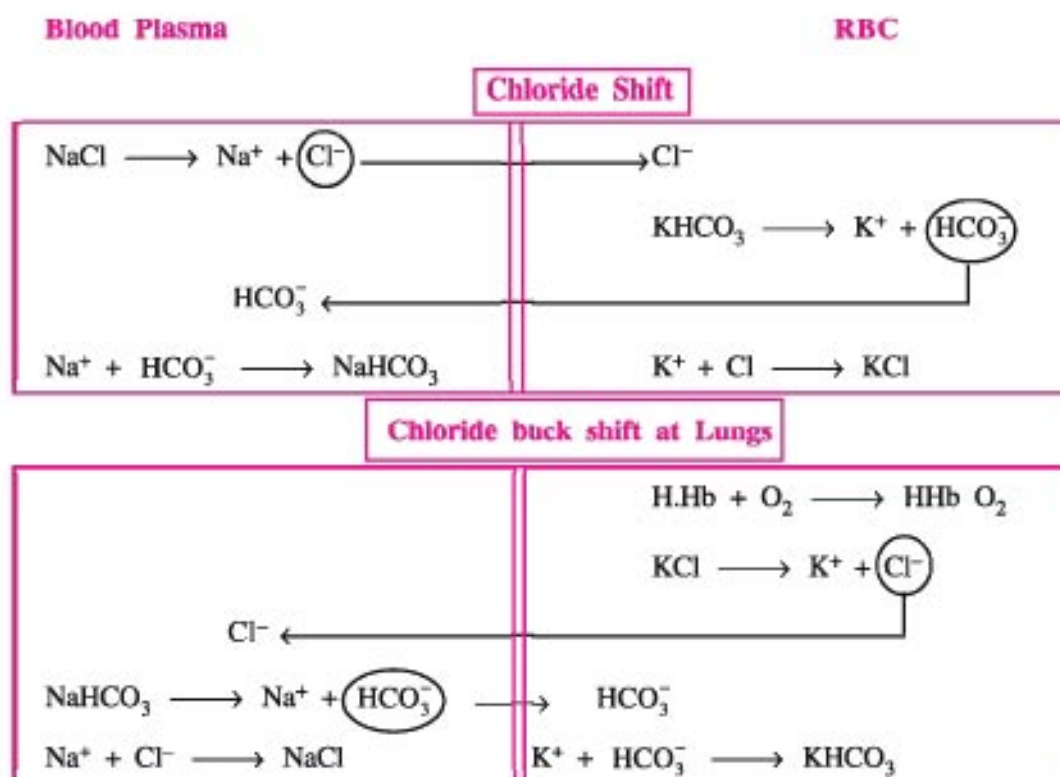 Blood Plasma RBC
Chloride Shift
NaCl ⟶ Na⁺ + Cl⁻ ⟶ Cl⁻
KHCO₃ ⟶ K⁺ + HCO₃⁻
HCO₃⁻ ⟵
Na⁺ + HCO₃⁻ ⟶ NaHCO₃ K⁺ + Cl ⟶ KCl
Chloride buck shift at Lungs
H.Hb + O₂ ⟶ HHb O₂
KCl ⟶ K⁺ + Cl⁻
Cl⁻ ⟵
NaHCO₃ ⟶ Na⁺ + HCO₃⁻ ⟶ HCO₃⁻
Na⁺ + Cl⁻ ⟶ NaCl K⁺ + HCO₃⁻ ⟶ KHCO₃